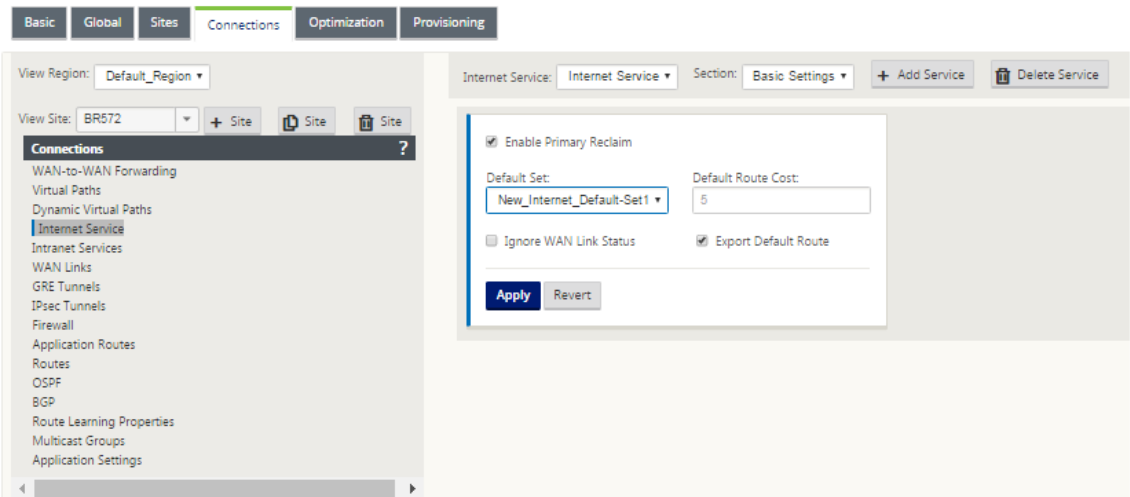 Basic Global Sites Connections Optimization Provisioning
View Region: Default_Region
View Site: BR572 + Site Site Site
Connections ?
WAN-to-WAN Forwarding
Virtual Paths
Dynamic Virtual Paths
Internet Service
Intranet Services
WAN Links
GRE Tunnels
IPsec Tunnels
Firewall
Application Routes
Routes
OSPF
BGP
Route Learning Properties
Multicast Groups
Application Settings
Internet Service: Internet Service Section: Basic Settings + Add Service Delete Service
Enable Primary Reclaim
Default Set: Default Route Cost:
New_Internet_Default-Set1 5
Ignore WAN Link Status Export Default Route
Apply Revert